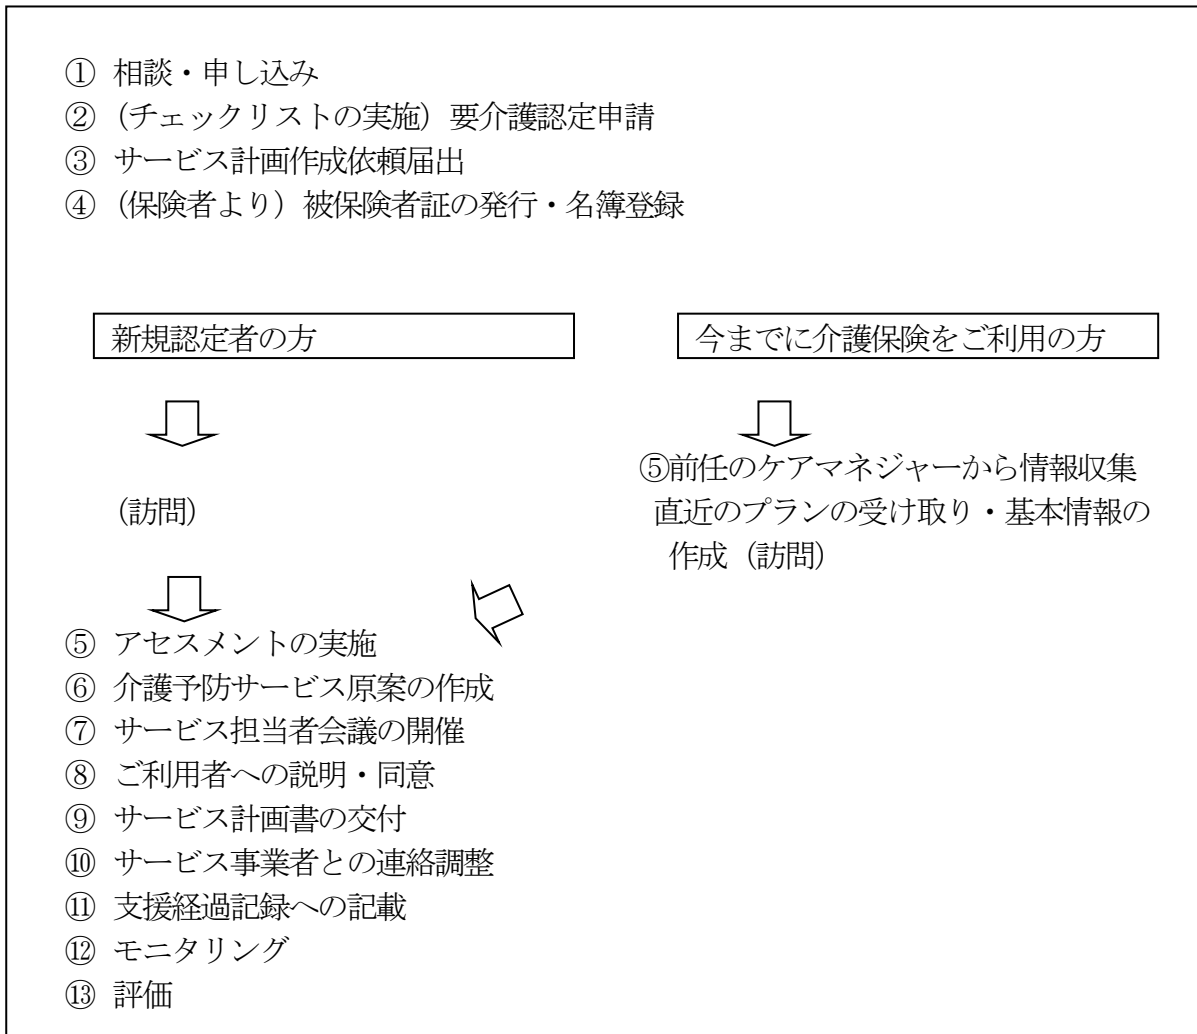 ① 相談・申し込み
② (チェックリストの実施) 要介護認定申請
③ サービス計画作成依頼届出
④ (保険者より) 被保険者証の発行・名簿登録
新規認定者の方
今までに介護保険をご利用の方
(訪問)
⑤前任のケアマネジャーから情報収集
直近のプランの受け取り・基本情報の
作成 (訪問)
⑤ アセスメントの実施
⑥ 介護予防サービス原案の作成
⑦ サービス担当者会議の開催
⑧ ご利用者への説明・同意
⑨ サービス計画書の交付
⑩ サービス事業者との連絡調整
⑪ 支援経過記録への記載
⑫ モニタリング
⑬ 評価